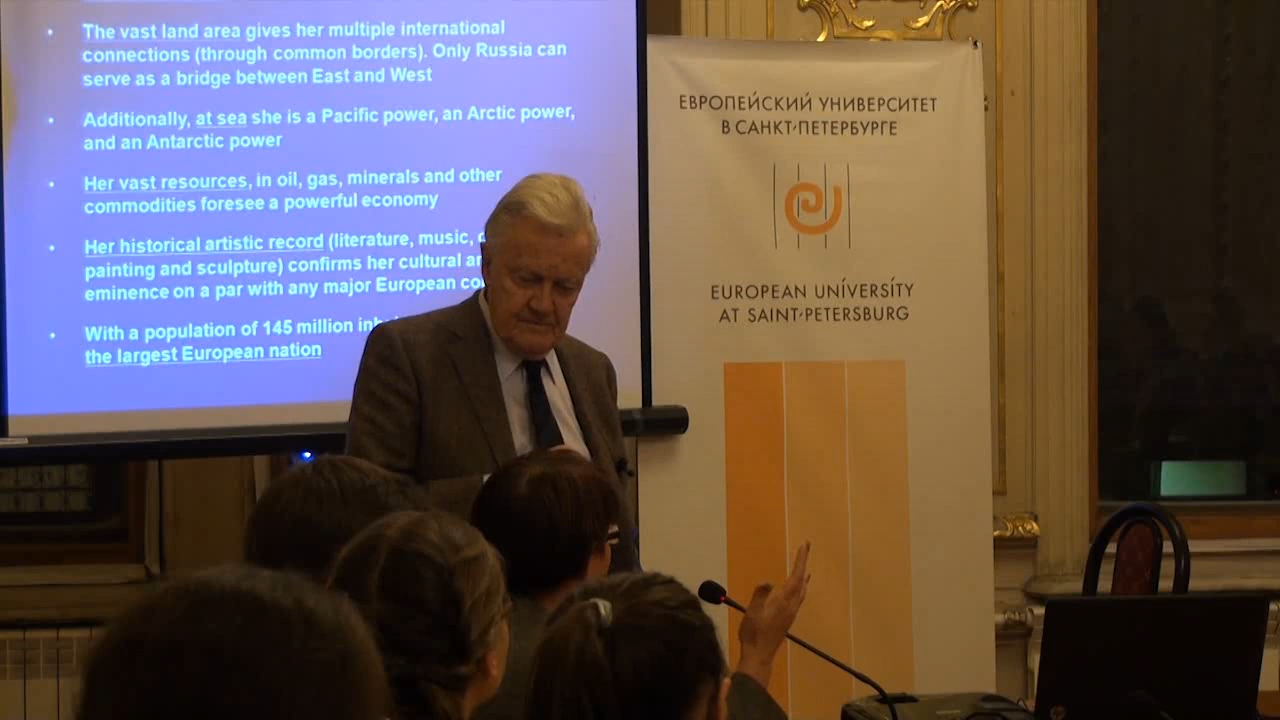 The vast land area gives her multiple international
connections (through common borders). Only Russia can
serve as a bridge between East and West
Additionally, at sea she is a Pacific power, an Arctic power,
and an Antarctic power
Her vast resources, in oil, gas, minerals and other
commodities foresee a powerful economy
Her historical artistic record (literature, music,
painting and sculpture) confirms her cultural
eminence on a par with any major European
With a population of 145 million
the largest European nation
ЕВРОПЕЙСКИЙ УНИВЕРСИТЕТ
В САНКТ-ПЕТЕРБУРГЕ
EUROPEAN UNIVERSITY
AT SAINT-PETERSBURG